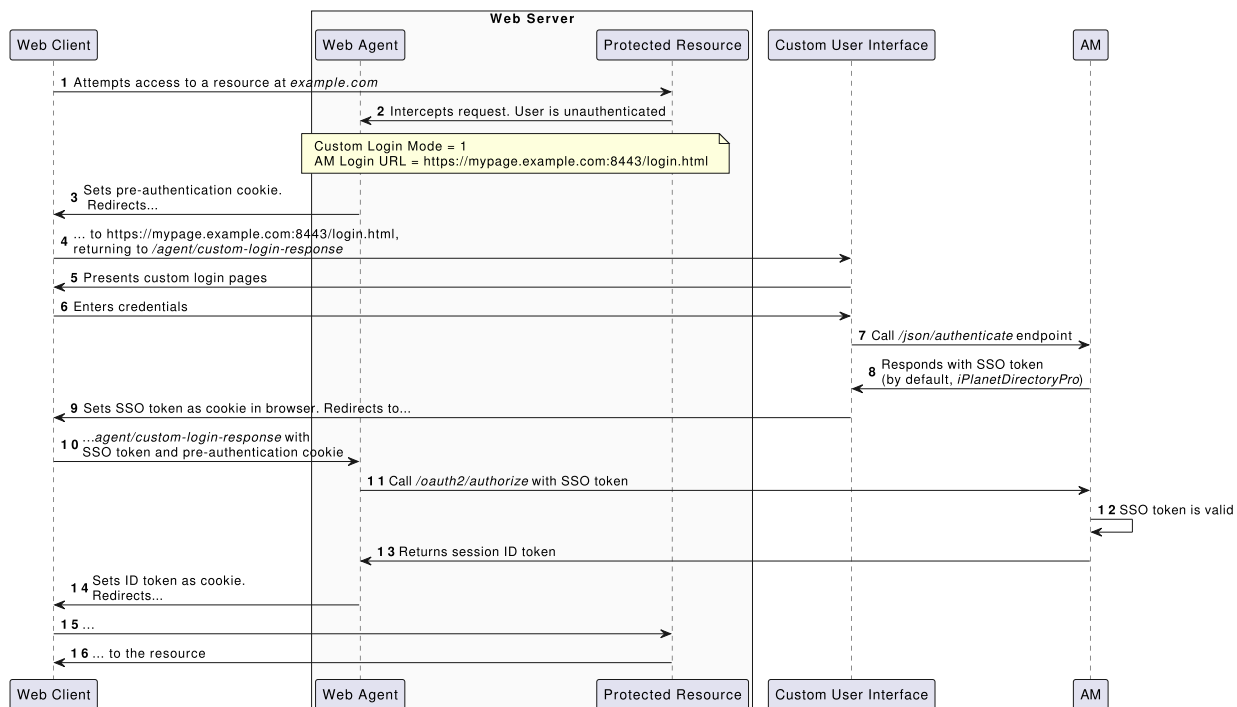 Web Server
Web Client
Web Agent
Protected Resource
Custom User Interface
AM
1 Attempts access to a resource at example.com
2 Intercepts request. User is unauthenticated
Custom Login Mode = 1
AM Login URL = https://mypage.example.com:8443/login.html
3 Sets pre-authentication cookie.
Redirects...
4 ... to https://mypage.example.com:8443/login.html,
returning to /agent/custom-login-response
5 Presents custom login pages
6 Enters credentials
7 Call /json/authenticate endpoint
8 Responds with SSO token
(by default, iPlanetDirectoryPro)
9 Sets SSO token as cookie in browser. Redirects to...
10 ...agent/custom-login-response with
SSO token and pre-authentication cookie
11 Call /oauth2/authorize with SSO token
12 SSO token is valid
13 Returns session ID token
14 Sets ID token as cookie.
Redirects...
15 ...
16 ... to the resource
Web Client
Web Agent
Protected Resource
Custom User Interface
AM